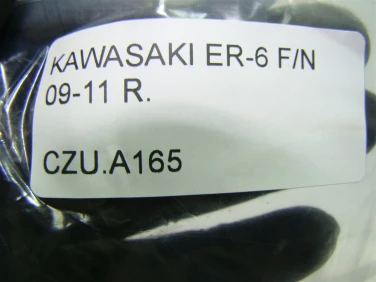 KAWASAKI ER-6 F/N
09-11 R.
CZU.A165